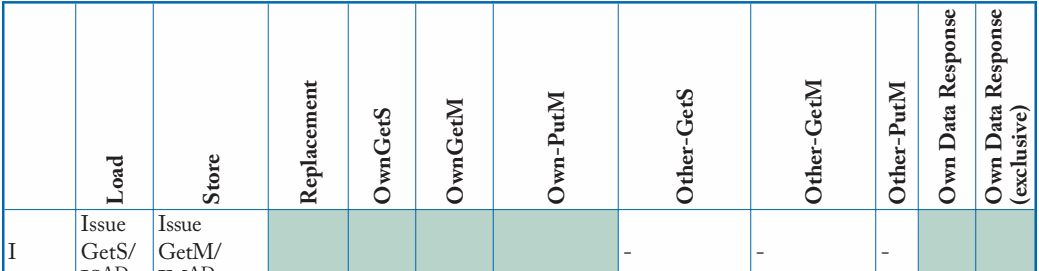 Load
Store
Replacement
OwnGetS
OwnGetM
Own-PutM
Other-GetS
Other-GetM
Other-PutM
Own Data Response
Own Data Response
(exclusive)
I
Issue
GetS/
Issue
GetM/
-
-
-